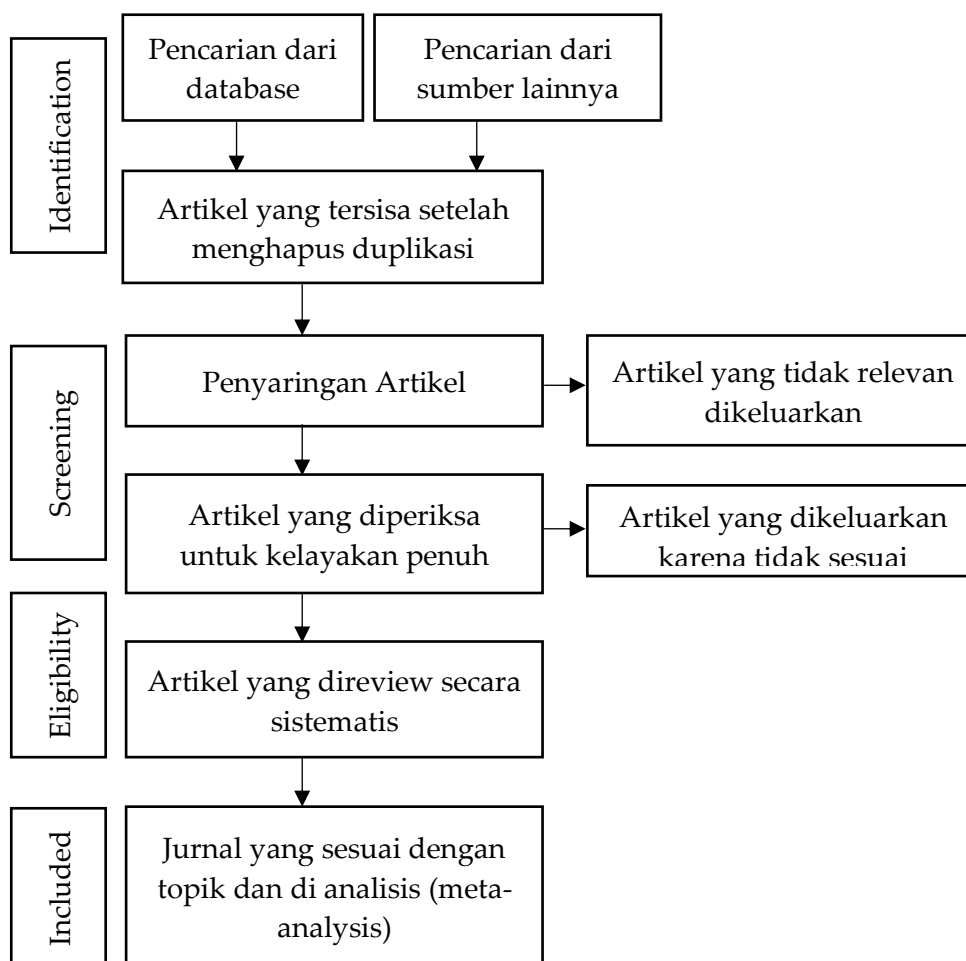 Identification
Pencarian dari
database
Pencarian dari
sumber lainnya
Artikel yang tersisa setelah
menghapus duplikasi
Screening
Penyaringan Artikel
Artikel yang tidak relevan
dikeluarkan
Artikel yang diperiksa
untuk kelayakan penuh
Artikel yang dikeluarkan
karena tidak sesuai
Eligibility
Artikel yang direview secara
sistematis
Included
Jurnal yang sesuai dengan
topik dan di analisis (meta-
analysis)